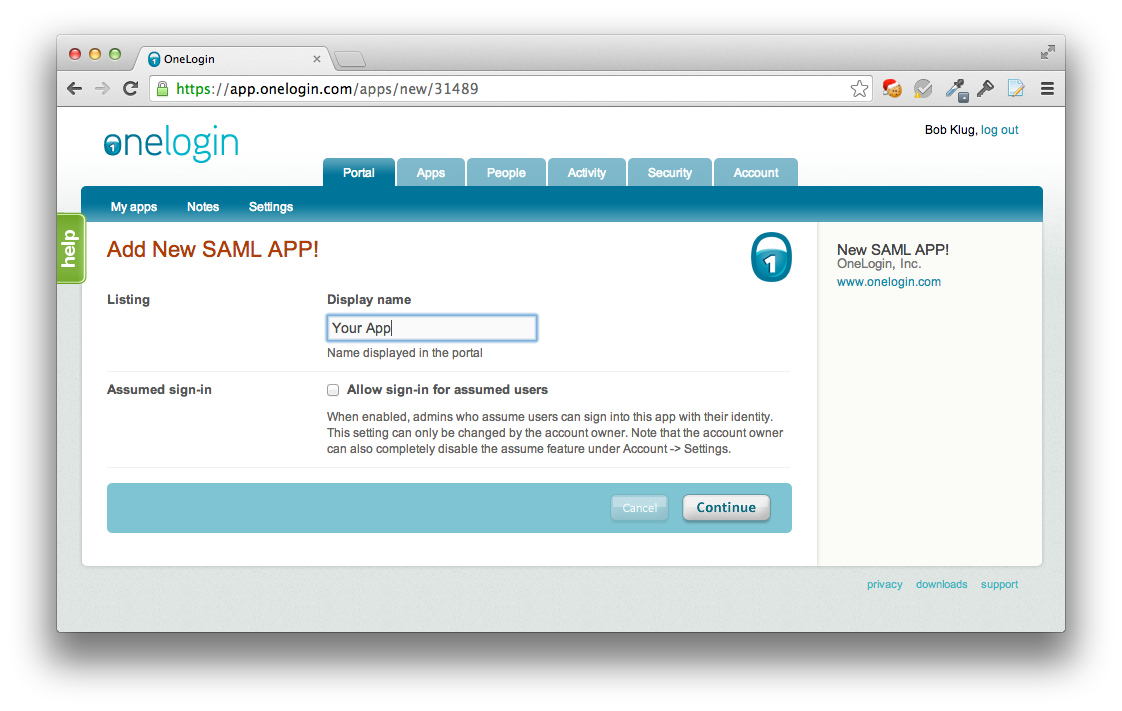 OneLogin
https://app.onelogin.com/apps/new/31489
onelogin
1
Bob Klug, log out
Portal
Apps
People
Activity
Security
Account
My apps
Notes
Settings
help
Add New SAML APP!
1
New SAML APP!
OneLogin, Inc.
www.onelogin.com
Listing
Display name
Your App
Name displayed in the portal
Assumed sign-in
Allow sign-in for assumed users
When enabled, admins who assume users can sign into this app with their identity.
This setting can only be changed by the account owner. Note that the account owner
can also completely disable the assume feature under Account -> Settings.
Cancel
Continue
privacy
downloads
support